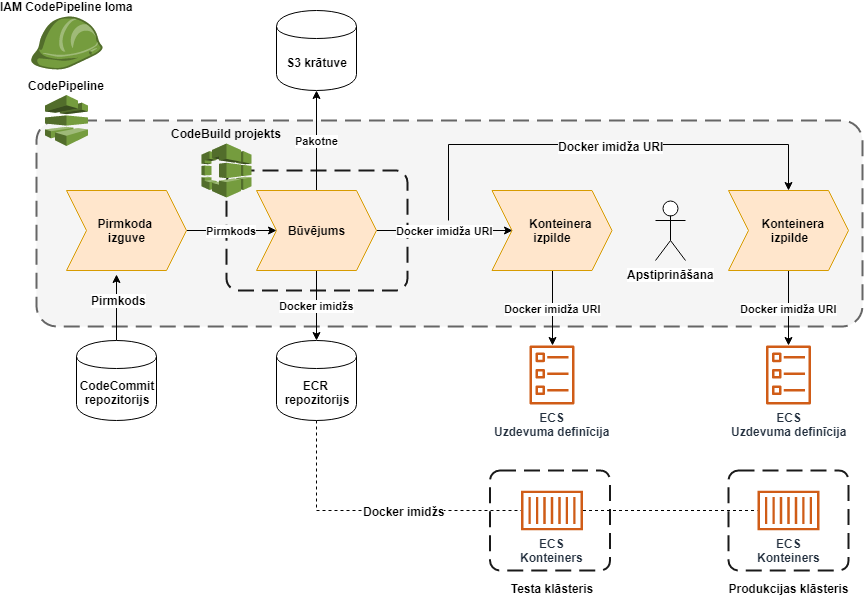 IAM CodePipeline loma
CodePipeline
S3 krātuve
CodeBuild projekts
Pakotne
Docker imidža URI
Pirmkoda
izguve
Pirmkods
Būvējums
Docker imidža URI
Konteinera
izpilde
Apstiprināšana
Konteinera
izpilde
Pirmkods
Docker imidžs
Docker imidža URI
Docker imidža URI
CodeCommit
repozitorijs
ECR
repozitorijs
ECS
Uzdevuma definīcija
ECS
Uzdevuma definīcija
Docker imidžs
ECS
Konteiners
ECS
Konteiners
Testa klāsteris
Produkcijas klāsteris